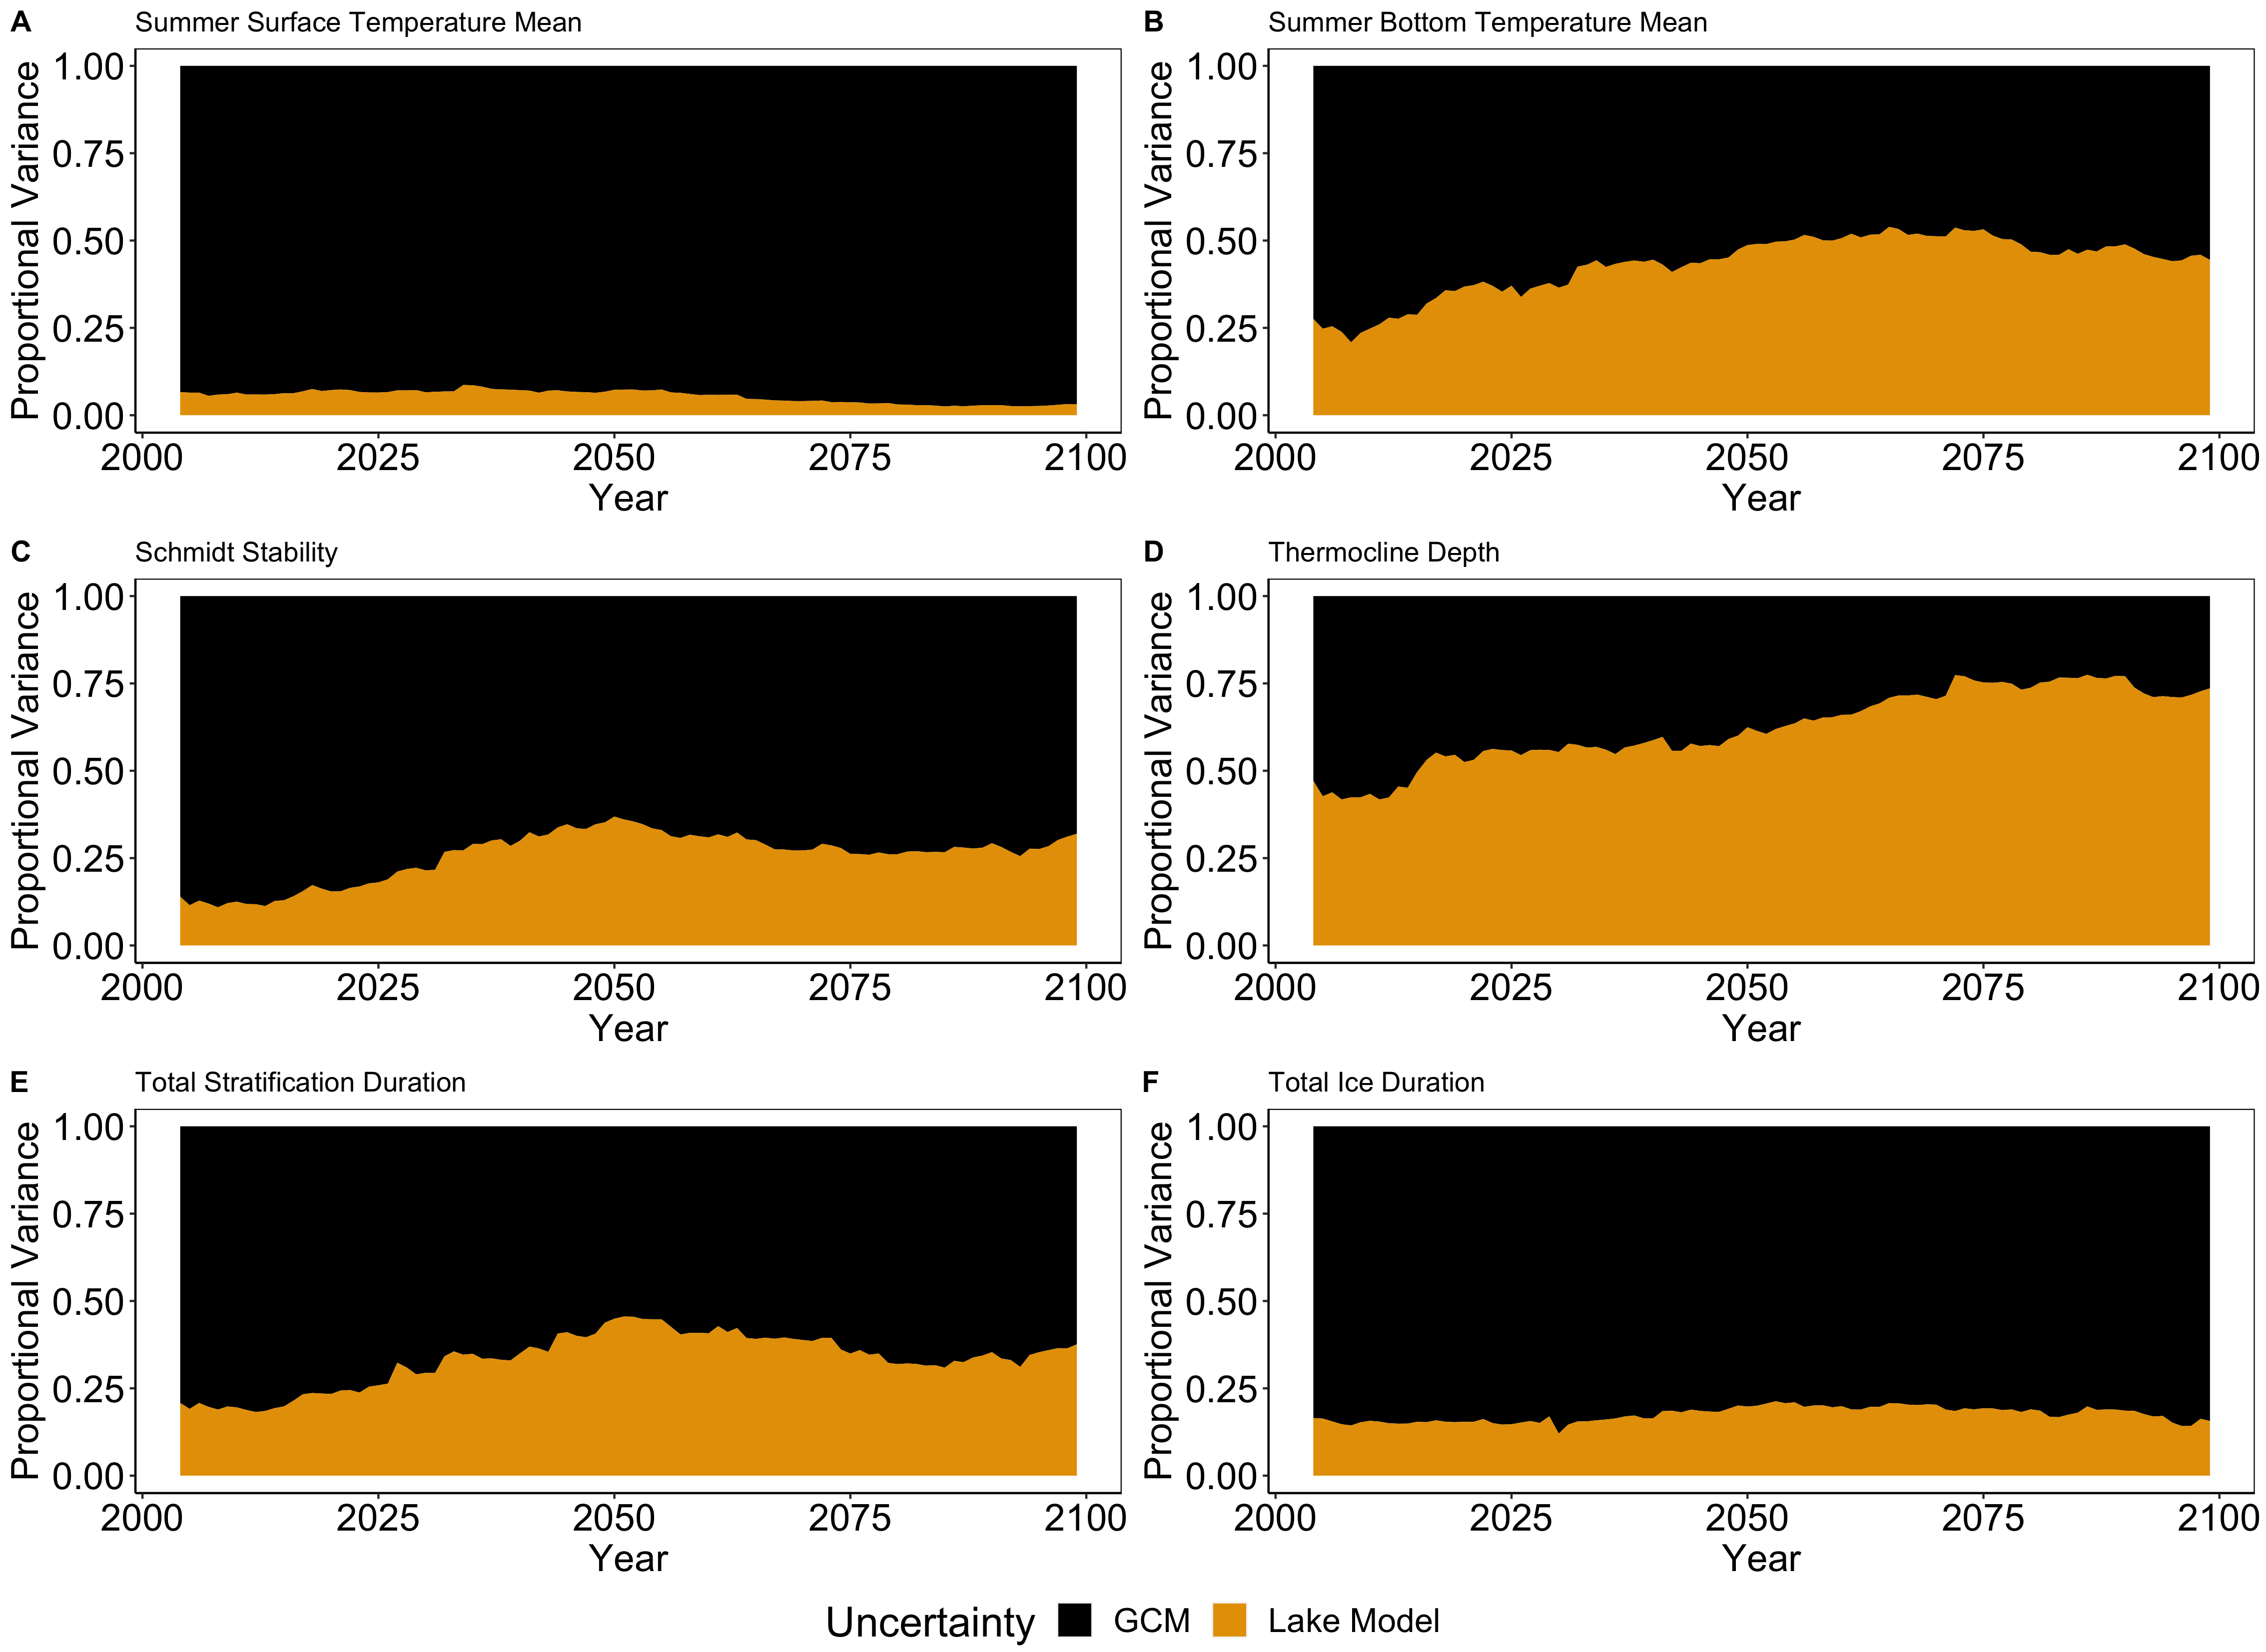 A Summer Surface Temperature Mean
Proportional Variance
1.00
0.75
0.50
0.25
0.00
2000 2025 2050 2075 2100
Year
B Summer Bottom Temperature Mean
Proportional Variance
1.00
0.75
0.50
0.25
0.00
2000 2025 2050 2075 2100
Year
C Schmidt Stability
Proportional Variance
1.00
0.75
0.50
0.25
0.00
2000 2025 2050 2075 2100
Year
D Thermocline Depth
Proportional Variance
1.00
0.75
0.50
0.25
0.00
2000 2025 2050 2075 2100
Year
E Total Stratification Duration
Proportional Variance
1.00
0.75
0.50
0.25
0.00
2000 2025 2050 2075 2100
Year
F Total Ice Duration
Proportional Variance
1.00
0.75
0.50
0.25
0.00
2000 2025 2050 2075 2100
Year
Uncertainty GCM Lake Model